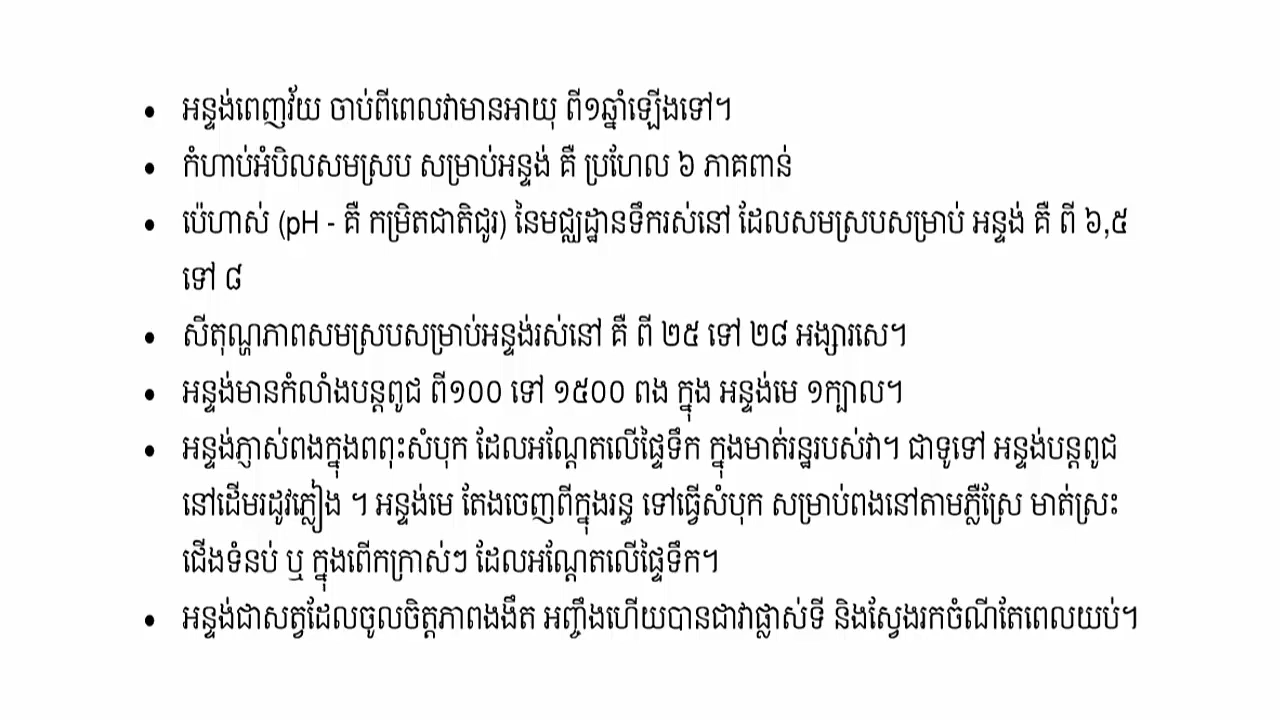 • អន្ទង់ពេញវ័យ ចាប់ពីពេលវាមានអាយុ ពី១ឆ្នាំឡើងទៅ។
• កំហាប់អំបិលសមស្រប សម្រាប់អន្ទង់ គឺ ប្រហែល ៦ ភាគពាន់
• ប៉េហាស់ (pH - គឺ កម្រិតជាតិជូរ) នៃមជ្ឈដ្ឋានទឹករស់នៅ ដែលសមស្របសម្រាប់ អន្ទង់ គឺ ពី ៦,៥
ទៅ ៨
• សីតុណ្ហភាពសមស្របសម្រាប់អន្ទង់រស់នៅ គឺ ពី ២៥ ទៅ ២៨ អង្សារសេ។
• អន្ទង់មានកំលាំងបន្តពូជ ពី១០០ ទៅ ១៥០០ ពង ក្នុង អន្ទង់មេ ១ក្បាល។
• អន្ទង់ភ្ញាស់ពងក្នុងពពុះសំបុក ដែលអណ្ដែតលើផ្ទៃទឹក ក្នុងមាត់រន្ឋរបស់វា។ ជាទូទៅ អន្ទង់បន្តពូជ
នៅដើមរដូវភ្លៀង ។ អន្ទង់មេ តែងចេញពីក្នុងរន្ធ ទៅធ្វើសំបុក សម្រាប់ពងនៅតាមភ្លឺស្រែ មាត់ស្រះ
ជើងទំនប់ ឬ ក្នុងពើកក្រាស់ៗ ដែលអណ្ដែតលើផ្ទៃទឹក។
• អន្ទង់ជាសត្វដែលចូលចិត្តភាពងងឹត អញ្ចឹងហើយបានជាវាផ្លាស់ទី និងស្វែងរកចំណីតែពេលយប់។